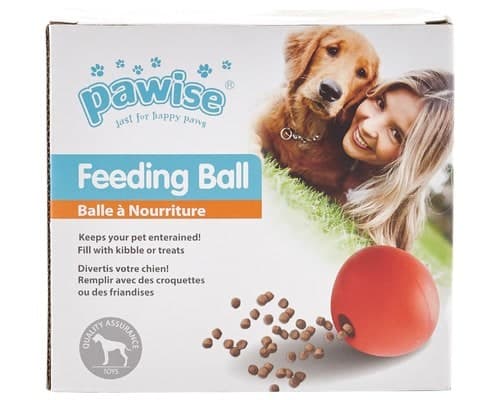 pawise®
just for happy paws
Feeding Ball
Balle à Nourriture
Keeps your pet enterained!
Fill with kibble or treats
Divertis votre chien!
Remplir avec des croquettes
ou des friandises
QUALITY ASSURANCE
TOYS